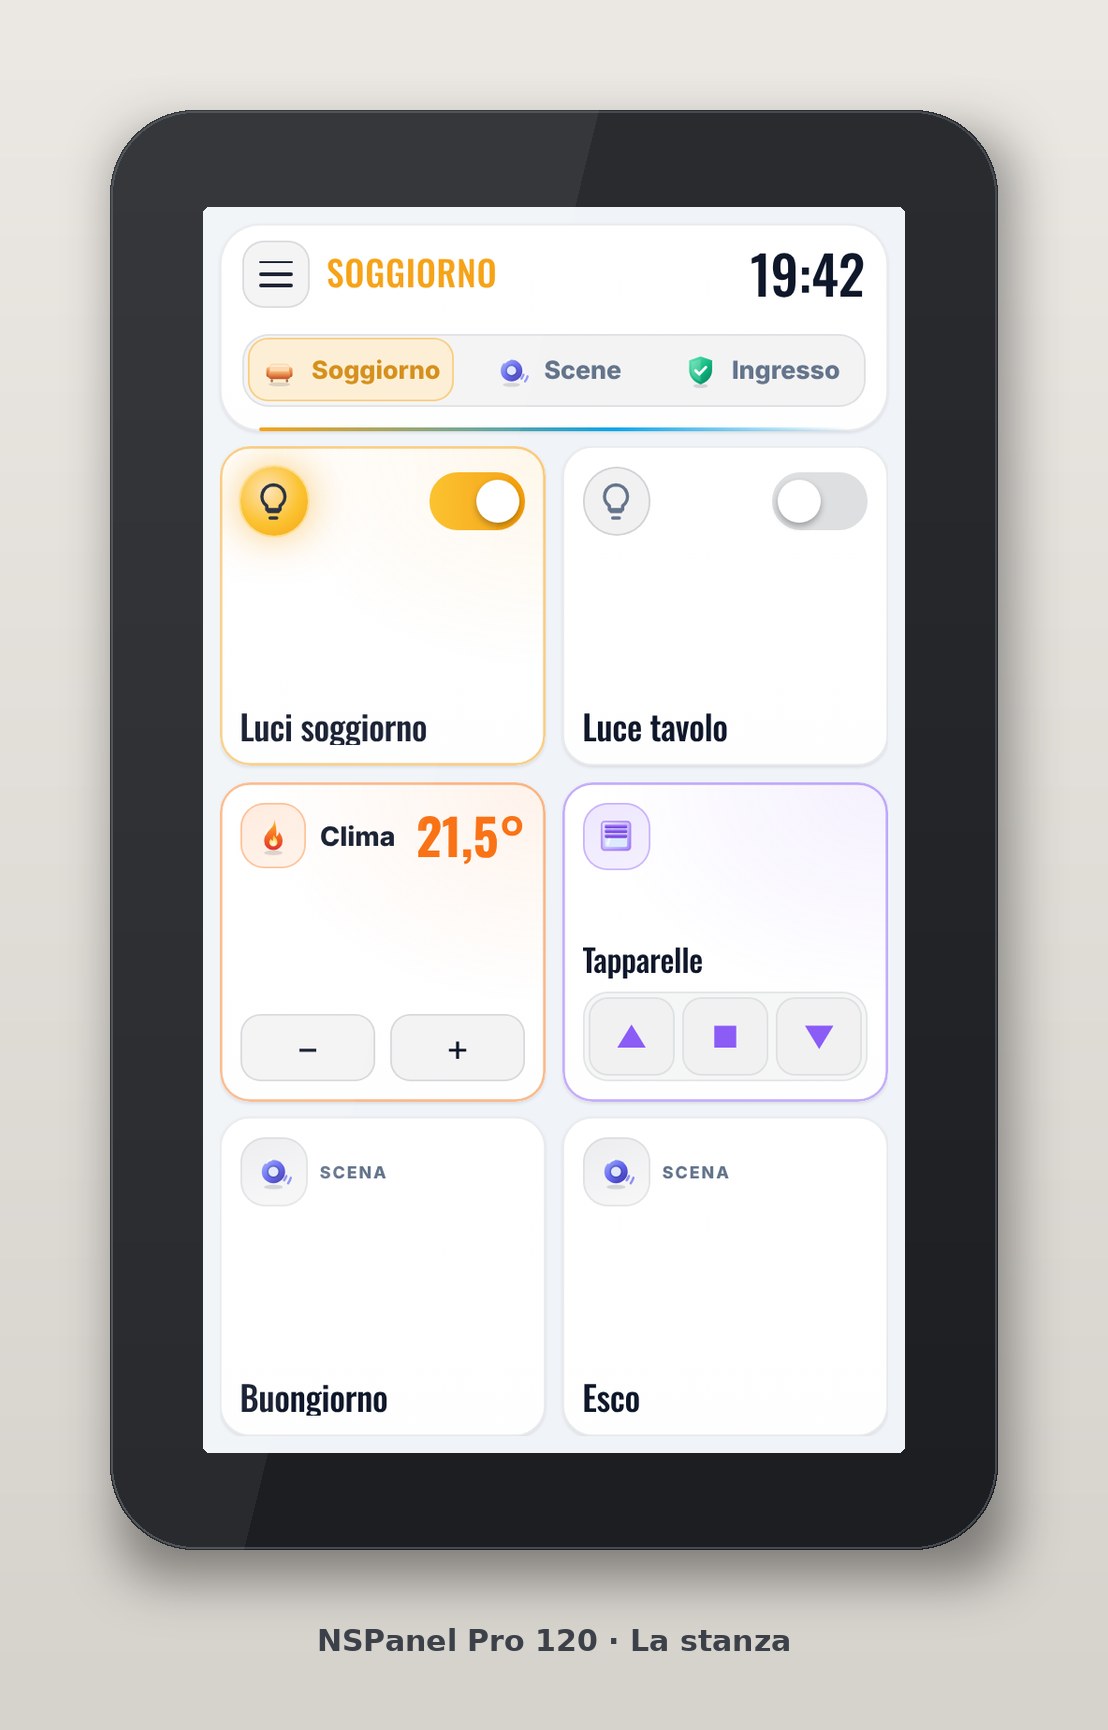 SOGGIORNO
19:42
Soggiorno
Scene
Ingresso
Luci soggiorno
Luce tavolo
Clima
21,5°
Tapparelle
−
+
SCENA
SCENA
Buongiorno
Esco
NSPanel Pro 120 · La stanza